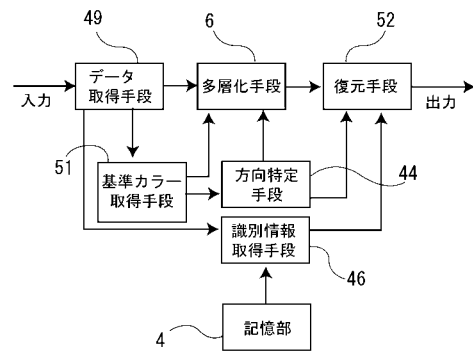 49
6
52
データ
取得手段
多層化手段
復元手段
入力
出力
51
基準カラー
取得手段
方向特定
手段
44
識別情報
取得手段
46
4
記憶部